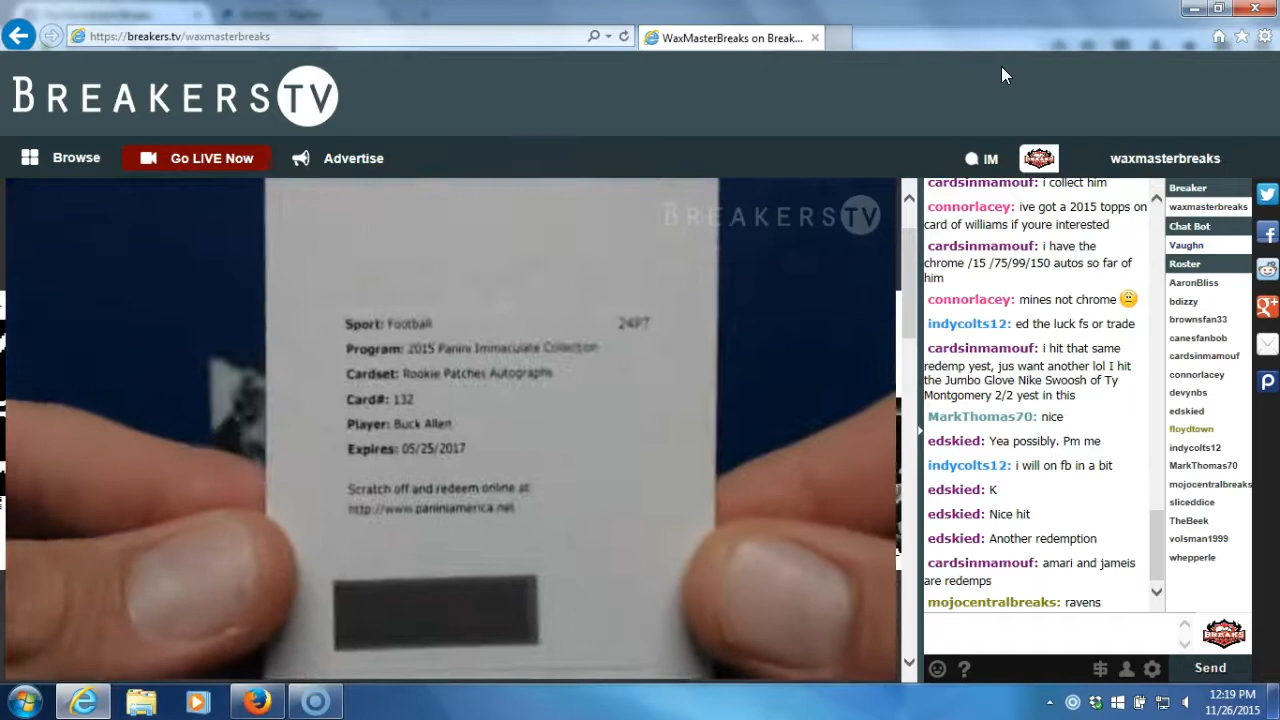 https://breakers.tv/waxmasterbreaks
WaxMasterBreaks on Break...
BREAKERSTV
Browse
Go LIVE Now
Advertise
IM
waxmasterbreaks
BREAKERSTV
Sport: Football
24P7
Program: 2015 Panini Immaculate Collection
Cardset: Rookie Patches Autographs
Card#: 132
Player: Buck Allen
Expires: 05/25/2017
Scratch off and redeem online at
http://www.paniniamerica.net
cardsinmamouf: i collect him
connorlacey: ives got a 2015 topps on
card of williams if youre interested
cardsinmamouf: i have the
chrome /15 /75/99/150 autos so far of
him
connorlacey: mines not chrome
indycolts12: ed the luck fs or trade
cardsinmamouf: i hit that same
redemp yest, jus want another lol I hit
the Jumbo Glove Nike Swoosh of Ty
Montgomery 2/2 yest in this
MarkThomas70: nice
edskied: Yea possibly. Pm me
indycolts12: i will on fb in a bit
edskied: K
edskied: Nice hit
edskied: Another redemption
cardsinmamouf: amari and jameis
are redemps
mojocentralbreaks: ravens
Send
Breaker
waxmasterbreaks
Chat Bot
Vaughn
Roster
AaronBliss
bdizzy
brownsfan33
canesfanbob
cardsinmamouf
connorlacey
devynbs
edskied
floydtown
indycolts12
MarkThomas70
mojocentralbreaks
sliceddice
TheBeek
volsman1999
whepperle
BREAKS
12:19 PM
11/26/2015